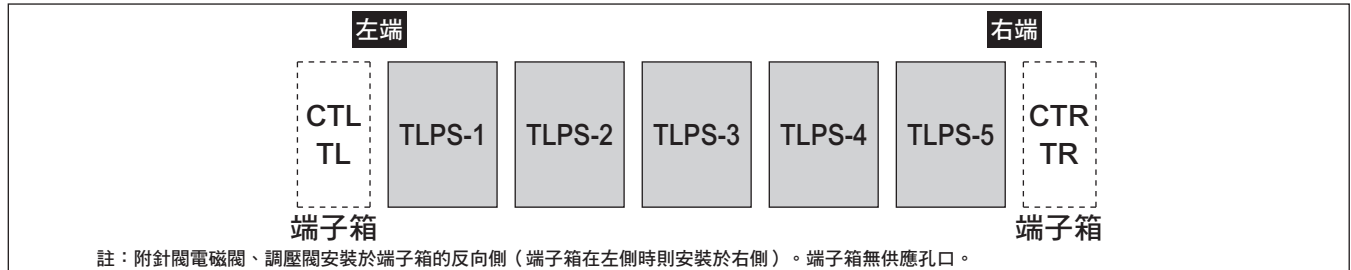 左端 右端
CTL TLPS-1 TLPS-2 TLPS-3 TLPS-4 TLPS-5 CTR
TL TR
端子箱 端子箱
註：附針閥電磁閥、調壓閥安裝於端子箱的反向側（端子箱在左側時則安裝於右側）。端子箱無供應孔口。